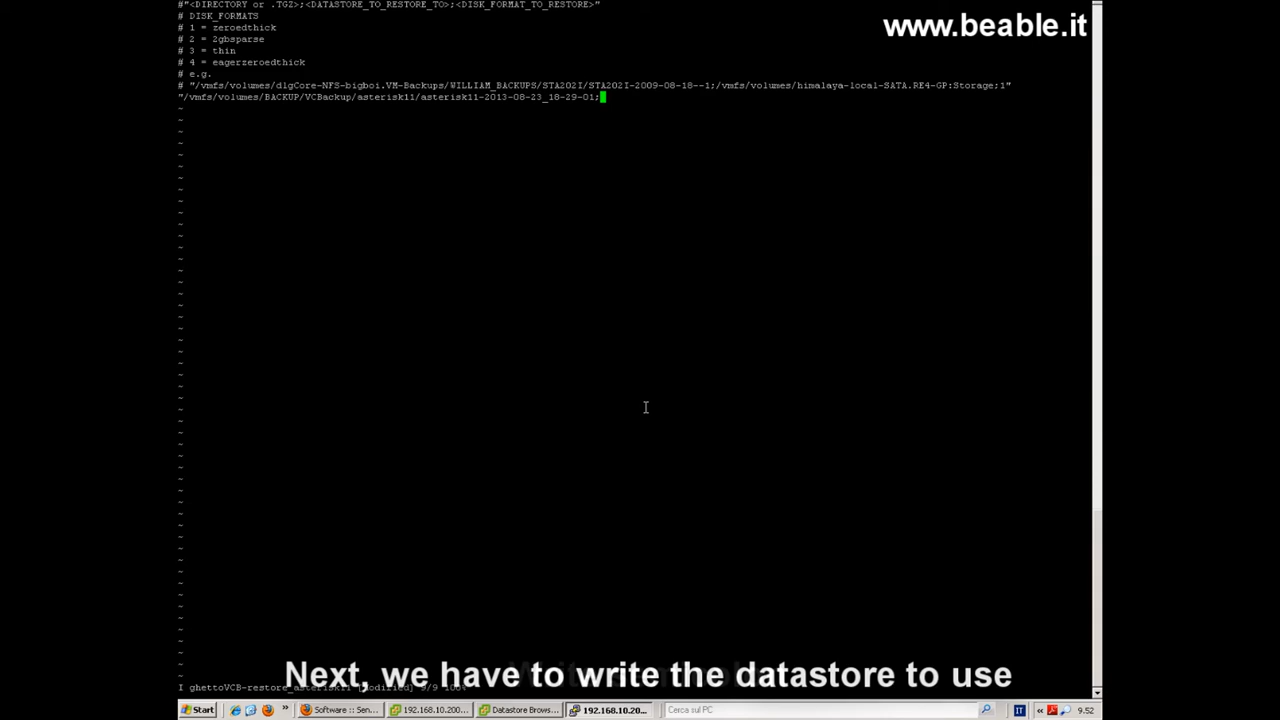 #"<DIRECTORY or .TGZ>;<DATASTORE_TO_RESTORE_TO>;<DISK_FORMAT_TO_RESTORE>"
# DISK_FORMATS
# 1 = zeroedthick
# 2 = 2gbsparse
# 3 = thin
# 4 = eagerzeroedthick
# e.g.
# "/vmfs/volumes/dlgCore-NFS-bigboi.VM-Backups/WILLIAM_BACKUPS/STA202I/STA202I-2009-08-18--1;/vmfs/volumes/himalaya-local-SATA.RE4-GP:Storage;1"
"/vmfs/volumes/BACKUP/VCBackup/asterisk11/asterisk11-2013-08-23_18-29-01;
www.beable.it
Next, we have to write the datastore to use
I ghettoVCB-restore_asterisk11 [modified] 9/9 100%
Start
»
Software :: Sen...
192.168.10.200...
Datastore Brows...
192.168.10.20...
Cerca sul PC
IT
«
9.52